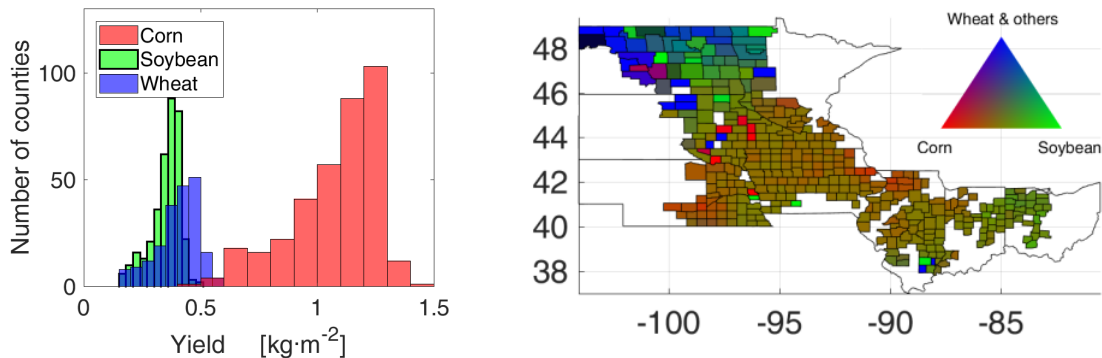 Corn
Soybean
Wheat
Number of counties
100
50
0
0
0.5
1
1.5
Yield [kg·m-2]
48
46
44
42
40
38
-100
-95
-90
-85
Wheat & others
Corn
Soybean